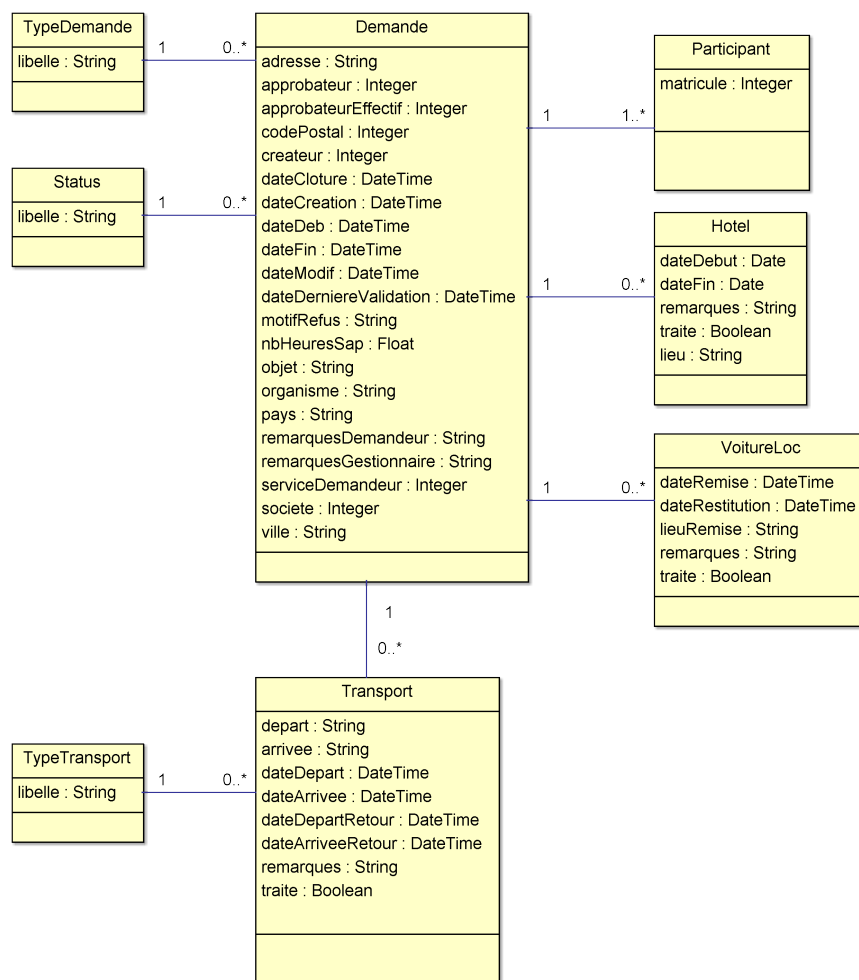 TypeDemande
libelle : String
1
0..*
Demande
adresse : String
approbateur : Integer
approbateurEffectif : Integer
codePostal : Integer
createur : Integer
dateCloture : DateTime
dateCreation : DateTime
dateDeb : DateTime
dateFin : DateTime
dateModif : DateTime
dateDerniereValidation : DateTime
motifRefus : String
nbHeuresSap : Float
objet : String
organisme : String
pays : String
remarquesDemandeur : String
remarquesGestionnaire : String
serviceDemandeur : Integer
societe : Integer
ville : String
Status
libelle : String
1
0..*
1
1..*
Participant
matricule : Integer
1
0..*
Hotel
dateDebut : Date
dateFin : Date
remarques : String
traite : Boolean
lieu : String
1
0..*
VoitureLoc
dateRemise : DateTime
dateRestitution : DateTime
lieuRemise : String
remarques : String
traite : Boolean
1
0..*
Transport
depart : String
arrivee : String
dateDepart : DateTime
dateArrivee : DateTime
dateDepartRetour : DateTime
dateArriveeRetour : DateTime
remarques : String
traite : Boolean
TypeTransport
libelle : String
1
0..*